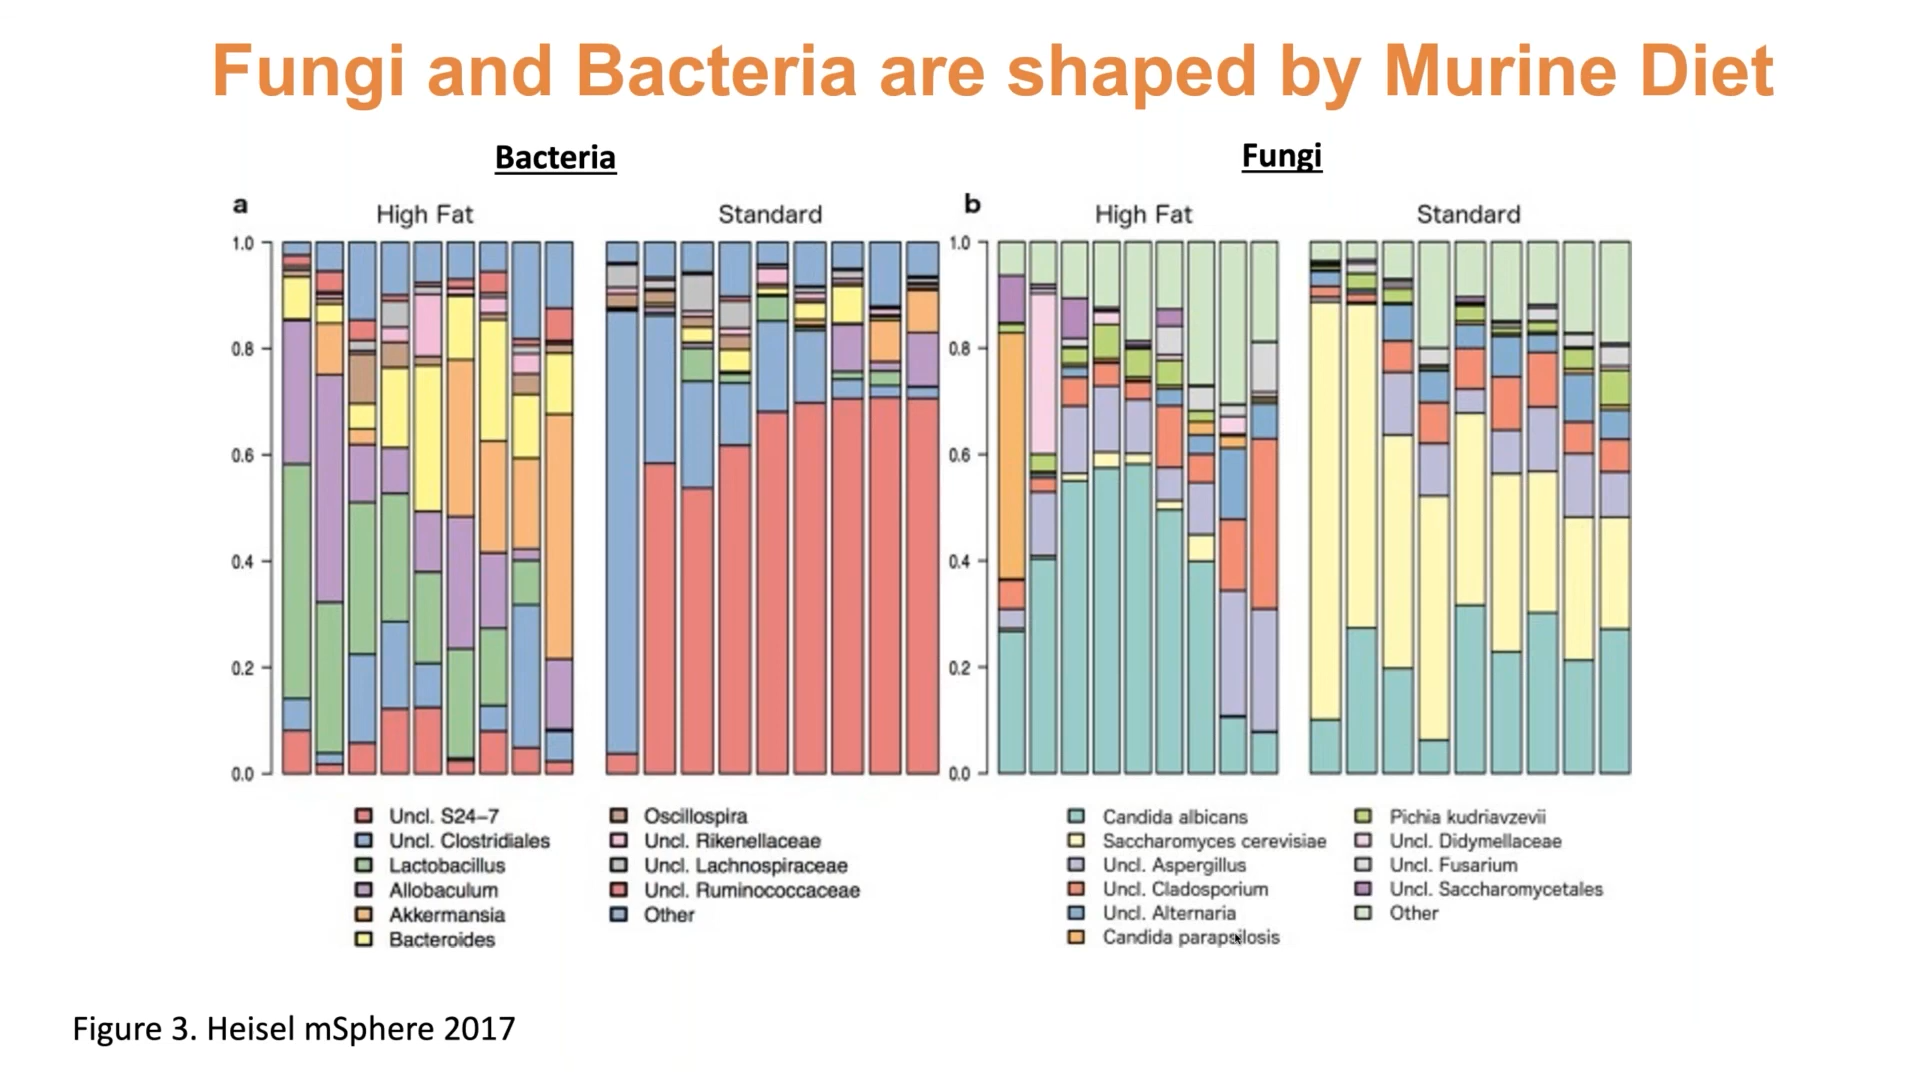 Fungi and Bacteria are shaped by Murine Diet
Bacteria
Fungi
a
High Fat
Standard
b
High Fat
Standard
1.0
0.8
0.6
0.4
0.2
0.0
1.0
0.8
0.6
0.4
0.2
0.0
Uncl. S24–7
Uncl. Clostridiales
Lactobacillus
Allobaculum
Akkermansia
Bacteroides
Oscillospira
Uncl. Rikenellaceae
Uncl. Lachnospiraceae
Uncl. Ruminococcaceae
Other
Candida albicans
Saccharomyces cerevisiae
Uncl. Aspergillus
Uncl. Cladosporium
Uncl. Alternaria
Candida parapsilosis
Pichia kudriavzevii
Uncl. Didymellaceae
Uncl. Fusarium
Uncl. Saccharomycetales
Other
Figure 3. Heisel mSphere 2017